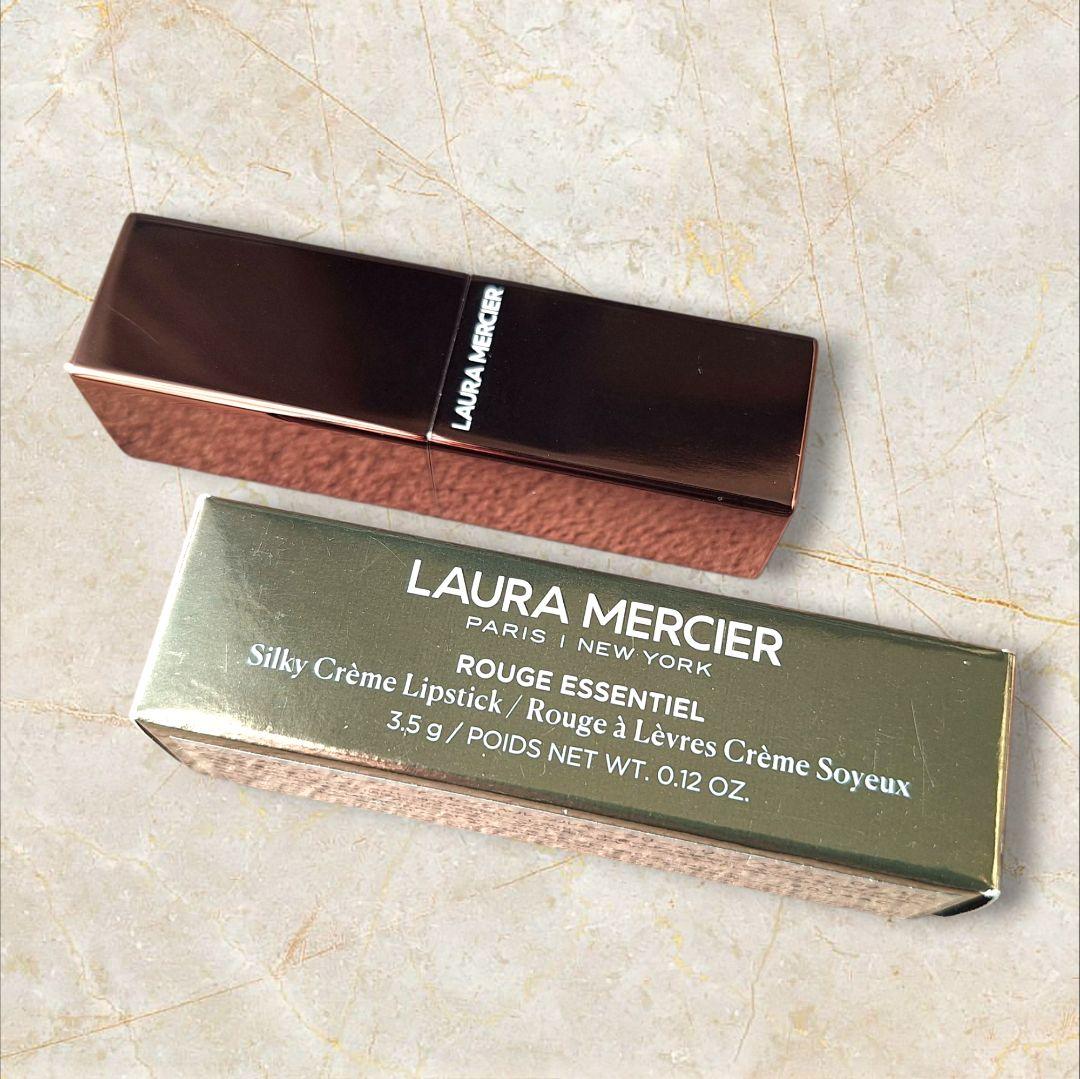 LAURA MERCIER
LAURA MERCIER
PARIS | NEW YORK
ROUGE ESSENTIEL
Silky Crème Lipstick / Rouge à Lèvres Crème Soyeux
3.5 g / POIDS NET WT. 0.12 OZ.